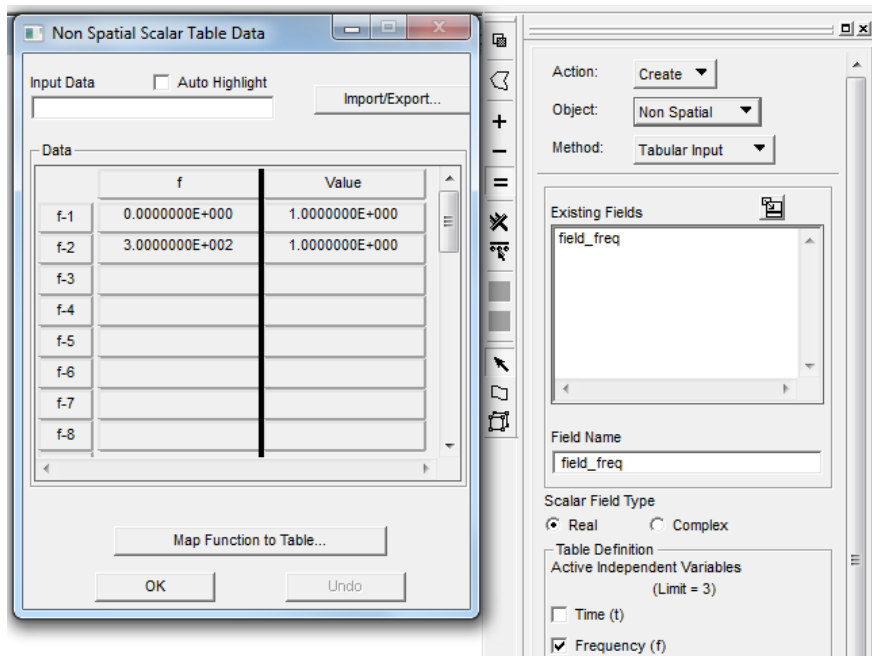 Non Spatial Scalar Table Data
Input Data
Auto Highlight
Import/Export...
Data
f Value
f-1 0.0000000E+000 1.0000000E+000
f-2 3.0000000E+002 1.0000000E+000
f-3
f-4
f-5
f-6
f-7
f-8
Map Function to Table...
OK Undo
Action: Create
Object: Non Spatial
Method: Tabular Input
Existing Fields
field_freq
Field Name
field_freq
Scalar Field Type
Real Complex
Table Definition
Active Independent Variables
(Limit = 3)
Time (t)
Frequency (f)